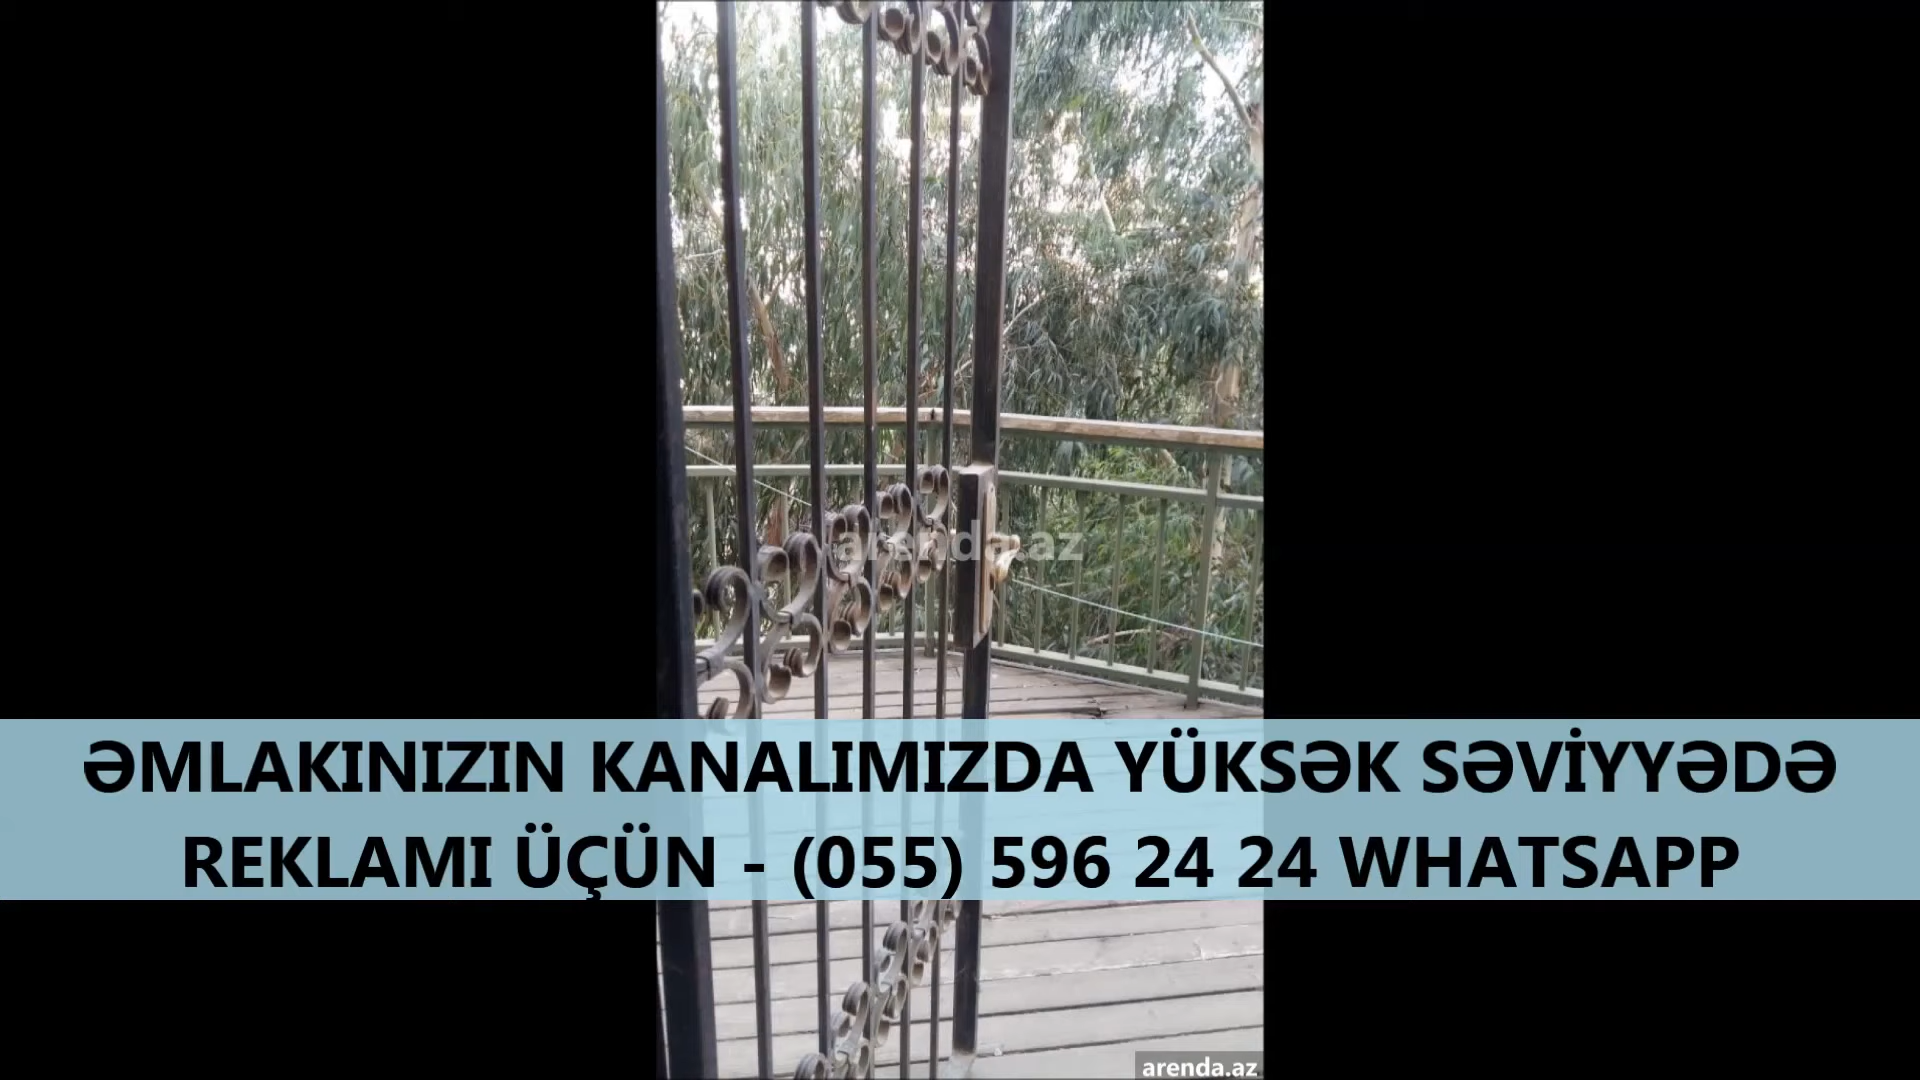 arenda.az
ƏMLAKINIZIN KANALIMIZDA YÜKSƏK SƏVİYYƏDƏ
REKLAMI ÜÇÜN - (055) 596 24 24 WHATSAPP
arenda.az